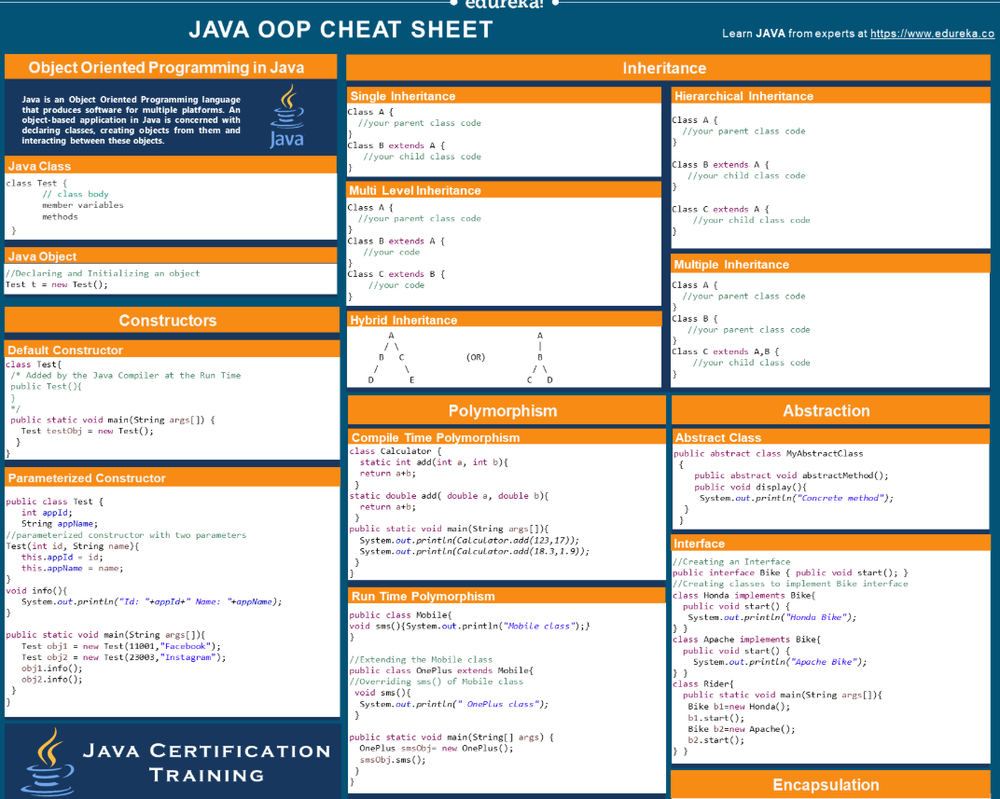 edureka!
JAVA OOP CHEAT SHEET
Learn JAVA from experts at https://www.edureka.co
Object Oriented Programming in Java
Java is an Object Oriented Programming language
that produces software for multiple platforms. An
object-based application in Java is concerned with
declaring classes, creating objects from them and
interacting between these objects.
Java
Java Class
class Test {
// class body
member variables
methods
}
Java Object
//Declaring and Initializing an object
Test t = new Test();
Constructors
Default Constructor
class Test{
/* Added by the Java Compiler at the Run Time
public Test(){
}
*/
public static void main(String args[]) {
Test testObj = new Test();
}
}
Parameterized Constructor
public class Test {
int appId;
String appName;
//parameterized constructor with two parameters
Test(int id, String name){
this.appId = id;
this.appName = name;
}
void info(){
System.out.println("Id: "+appId+" Name: "+appName);
}
public static void main(String args[]){
Test obj1 = new Test(11001,"Facebook");
Test obj2 = new Test(23003,"Instagram");
obj1.info();
obj2.info();
}
}
JAVA CERTIFICATION
TRAINING
Inheritance
Single Inheritance
Class A {
//your parent class code
}
Class B extends A {
//your child class code
}
Multi Level Inheritance
Class A {
//your parent class code
}
Class B extends A {
//your code
}
Class C extends B {
//your code
}
Hybrid Inheritance
A A
/ \ |
B C (OR) B
/ \ / \
D E C D
Hierarchical Inheritance
Class A {
//your parent class code
}
Class B extends A {
//your child class code
}
Class C extends A {
//your child class code
}
Multiple Inheritance
Class A {
//your parent class code
}
Class B {
//your parent class code
}
Class C extends A,B {
//your child class code
}
Polymorphism
Compile Time Polymorphism
class Calculator {
static int add(int a, int b){
return a+b;
}
static double add( double a, double b){
return a+b;
}
public static void main(String args[]){
System.out.println(Calculator.add(123,17));
System.out.println(Calculator.add(18.3,1.9));
}
}
Run Time Polymorphism
public class Mobile{
void sms(){System.out.println("Mobile class");}
}
//Extending the Mobile class
public class OnePlus extends Mobile{
//Overriding sms() of Mobile class
void sms(){
System.out.println(" OnePlus class");
}
public static void main(String[] args) {
OnePlus smsObj= new OnePlus();
smsObj.sms();
}
}
Abstraction
Abstract Class
public abstract class MyAbstractClass
{
public abstract void abstractMethod();
public void display(){
System.out.println("Concrete method");
}
}
Interface
//Creating an Interface
public interface Bike { public void start(); }
//Creating classes to implement Bike interface
class Honda implements Bike{
public void start() {
System.out.println("Honda Bike");
} }
class Apache implements Bike{
public void start() {
System.out.println("Apache Bike");
} }
class Rider{
public static void main(String args[]){
Bike b1=new Honda();
b1.start();
Bike b2=new Apache();
b2.start();
} }
Encapsulation